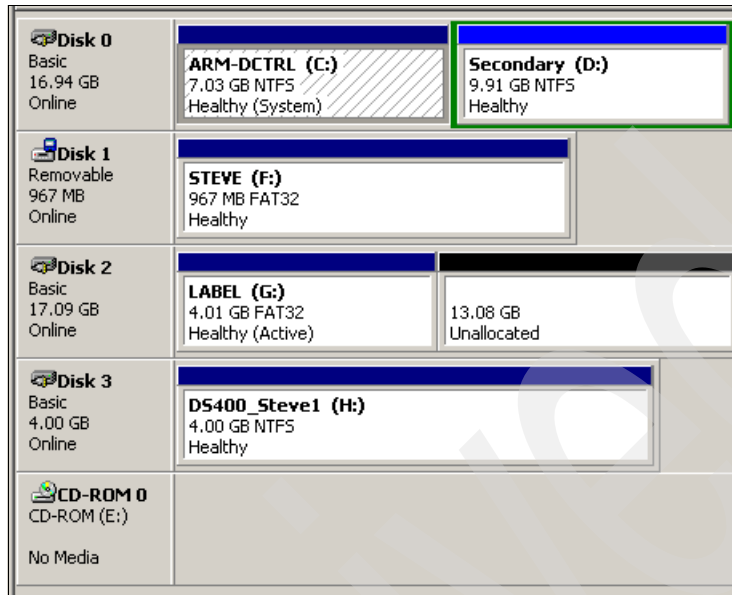 Disk 0
Basic
16.94 GB
Online
ARM-DCTRL (C:)
7.03 GB NTFS
Healthy (System)
Secondary (D:)
9.91 GB NTFS
Healthy
Disk 1
Removable
967 MB
Online
STEVE (F:)
967 MB FAT32
Healthy
Disk 2
Basic
17.09 GB
Online
LABEL (G:)
4.01 GB FAT32
Healthy (Active)
13.08 GB
Unallocated
Disk 3
Basic
4.00 GB
Online
DS400_Steve1 (H:)
4.00 GB NTFS
Healthy
CD-ROM 0
CD-ROM (E:)
No Media